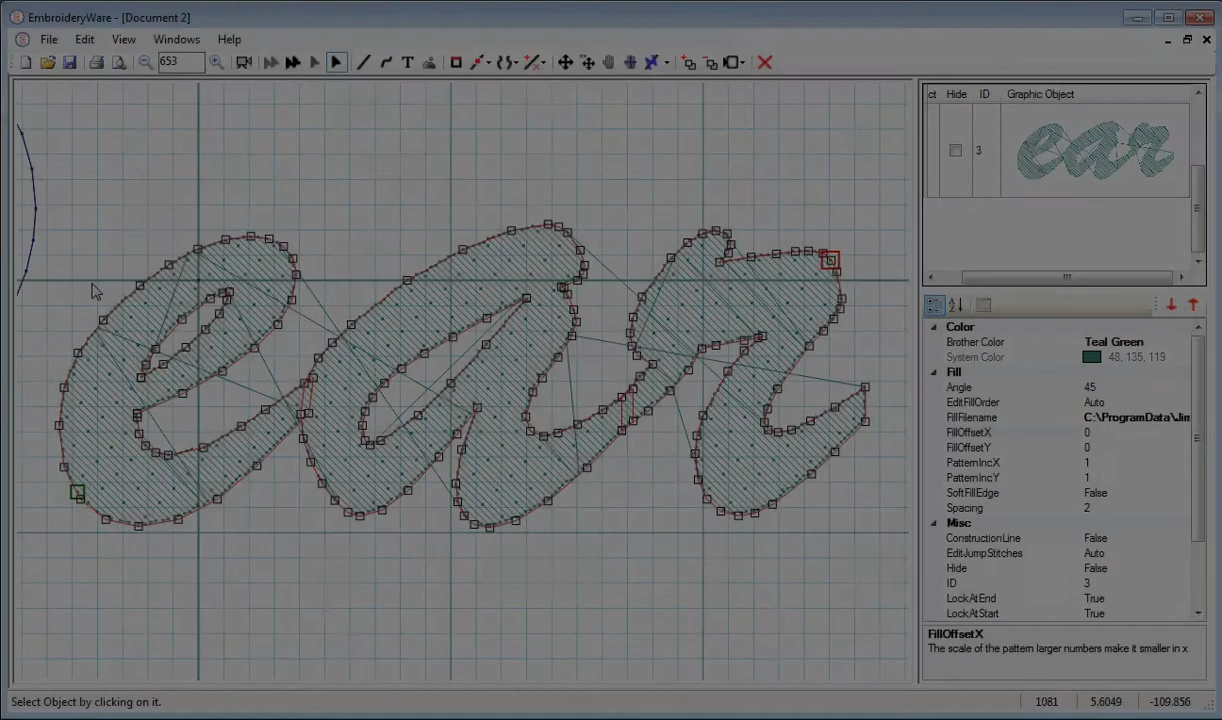 EmbroideryWare - [Document 2]
File Edit View Windows Help
653
T
ct Hide ID Graphic Object
3
ear
ear
Color
Brother Color Teal Green
System Color 48, 135, 119
Fill
Angle 45
EditFillOrder Auto
FillFilename C:\ProgramData\Jim
FillOffsetX 0
FillOffsetY 0
PatternIncX 1
PatternIncY 1
SoftFillEdge False
Spacing 2
Misc
ConstructionLine False
EditJumpStitches Auto
Hide False
ID 3
LockAtEnd True
LockAtStart True
FillOffsetX
The scale of the pattern larger numbers make it smaller in x
Select Object by clicking on it. 1081 5.6049 -109.856